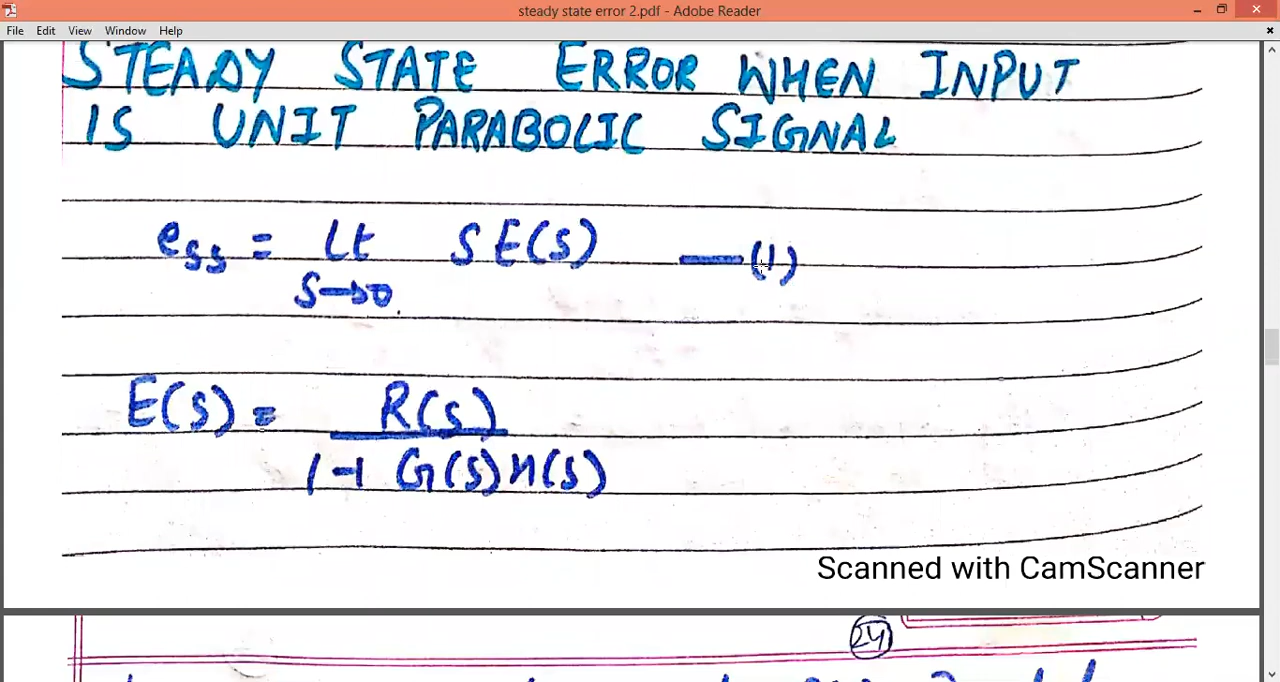 steady state error 2.pdf - Adobe Reader
File Edit View Window Help
STEADY STATE ERROR WHEN INPUT
IS UNIT PARABOLIC SIGNAL
ess = Lt SE(S) — (1)
S→0
E(S) = R(S)
1+ G(S)H(S)
Scanned with CamScanner
24